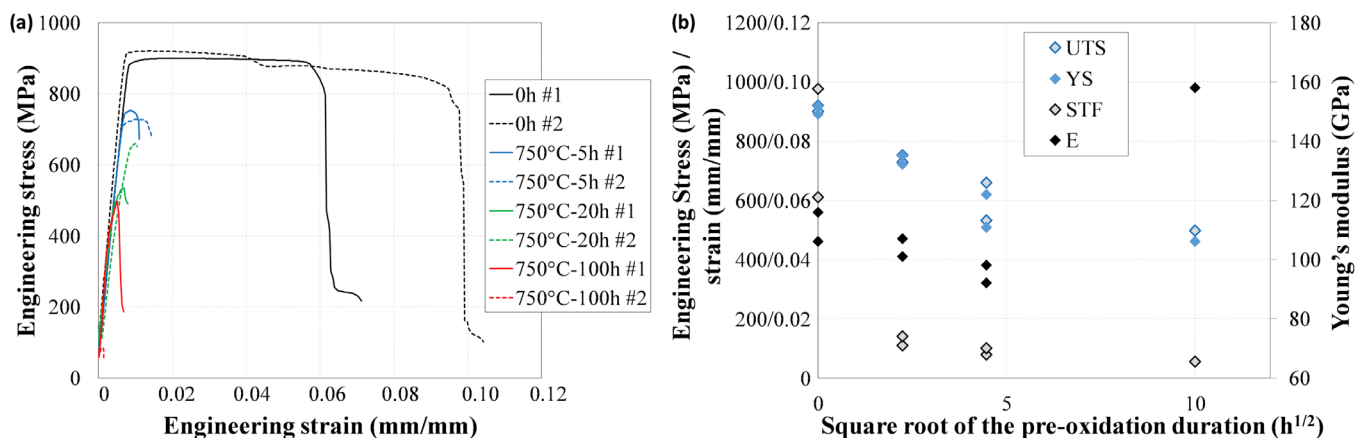 (a)
Engineering stress (MPa)
1000
800
600
400
200
0
0.00
0.02
0.04
0.06
0.08
0.10
0.12
Engineering strain (mm/mm)
0h #1
0h #2
750°C-5h #1
750°C-5h #2
750°C-20h #1
750°C-20h #2
750°C-100h #1
750°C-100h #2
(b)
Engineering Stress (MPa) /
strain (mm/mm)
1200/0.12
1000/0.10
800/0.08
600/0.06
400/0.04
200/0.02
0
0
5
10
Square root of the pre-oxidation duration (h1/2)
UTS
YS
STF
E
180
160
140
120
100
80
60
Young's modulus (GPa)